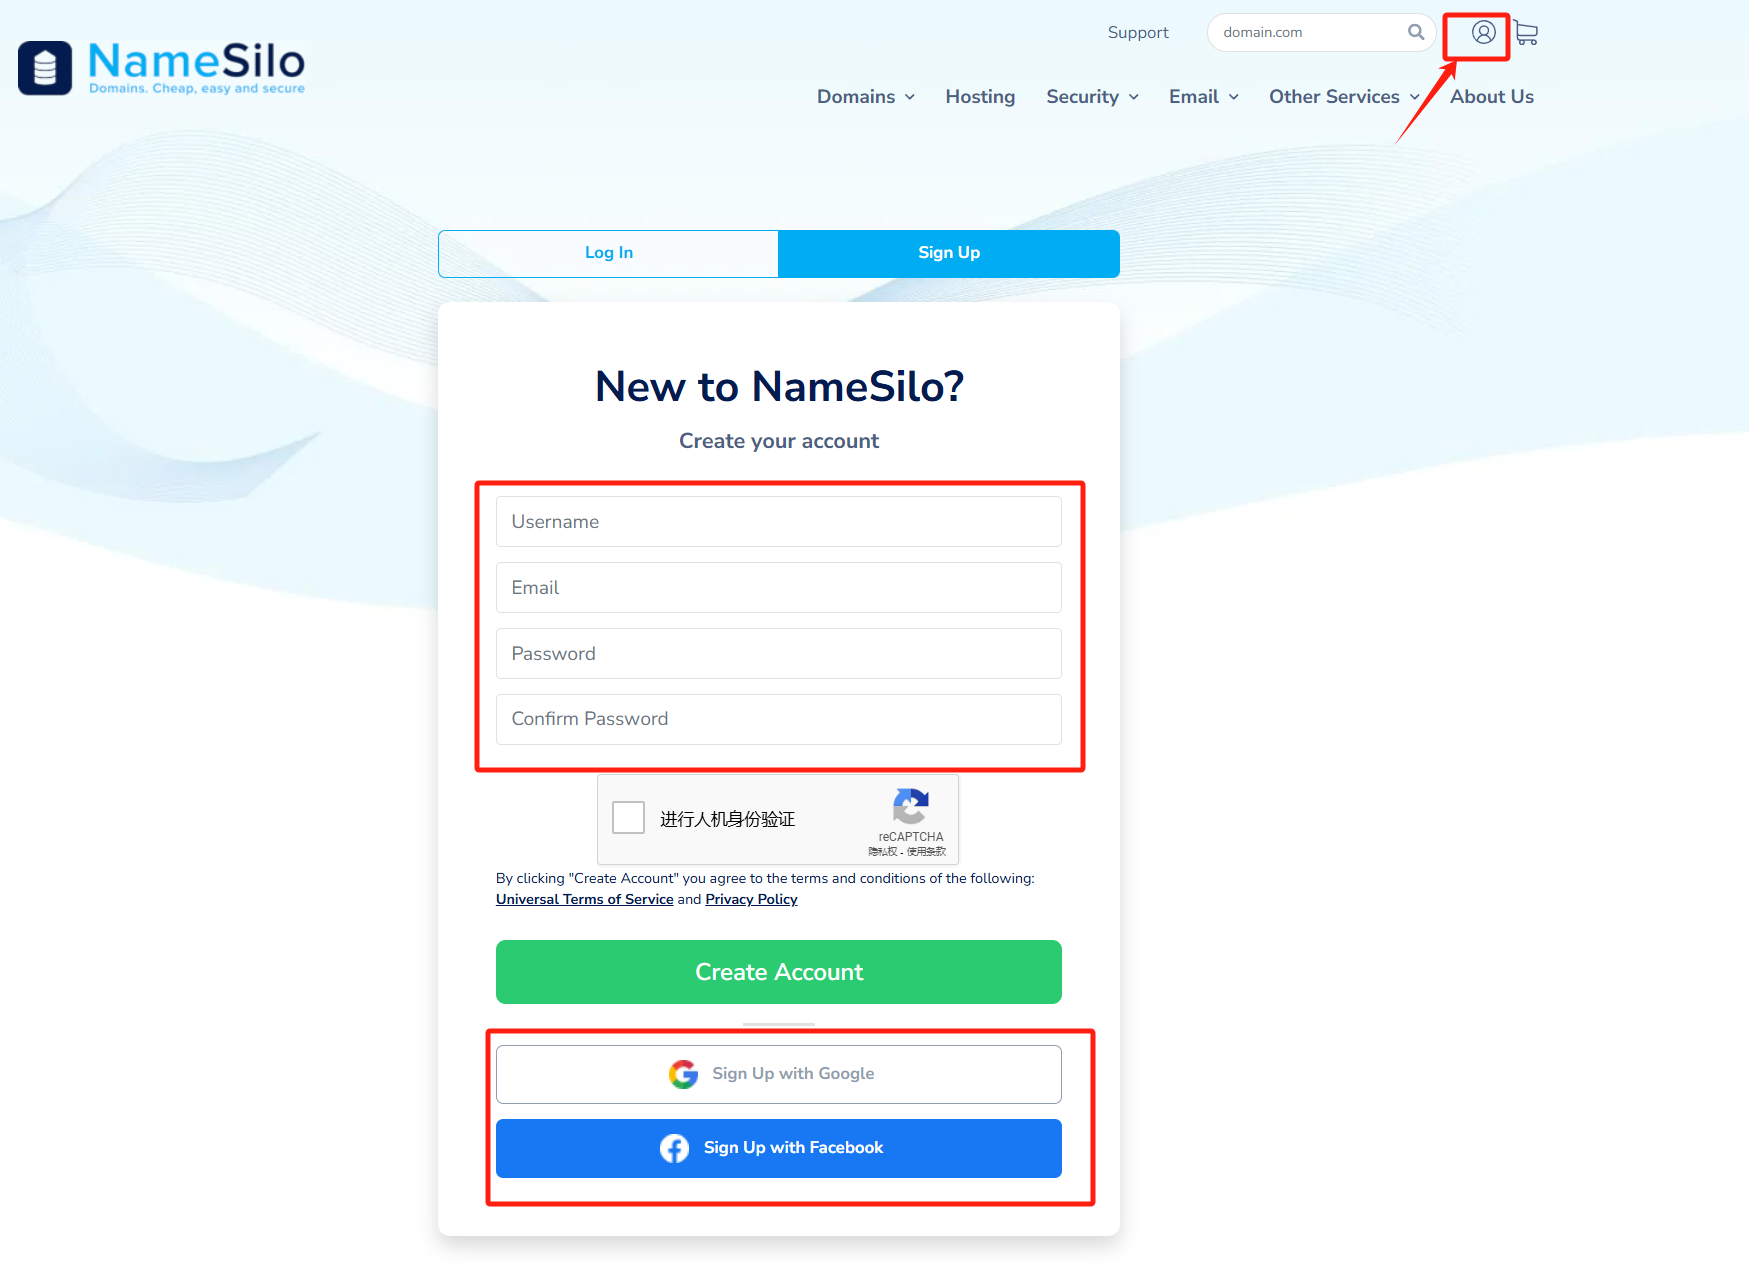 Support
domain.com
NameSilo
Domains. Cheap, easy and secure
Domains
Hosting
Security
Email
Other Services
About Us
Log In
Sign Up
New to NameSilo?
Create your account
Username
Email
Password
Confirm Password
进行人机身份验证
reCAPTCHA
隐私权 - 使用条款
By clicking "Create Account" you agree to the terms and conditions of the following:
Universal Terms of Service and Privacy Policy
Create Account
Sign Up with Google
Sign Up with Facebook